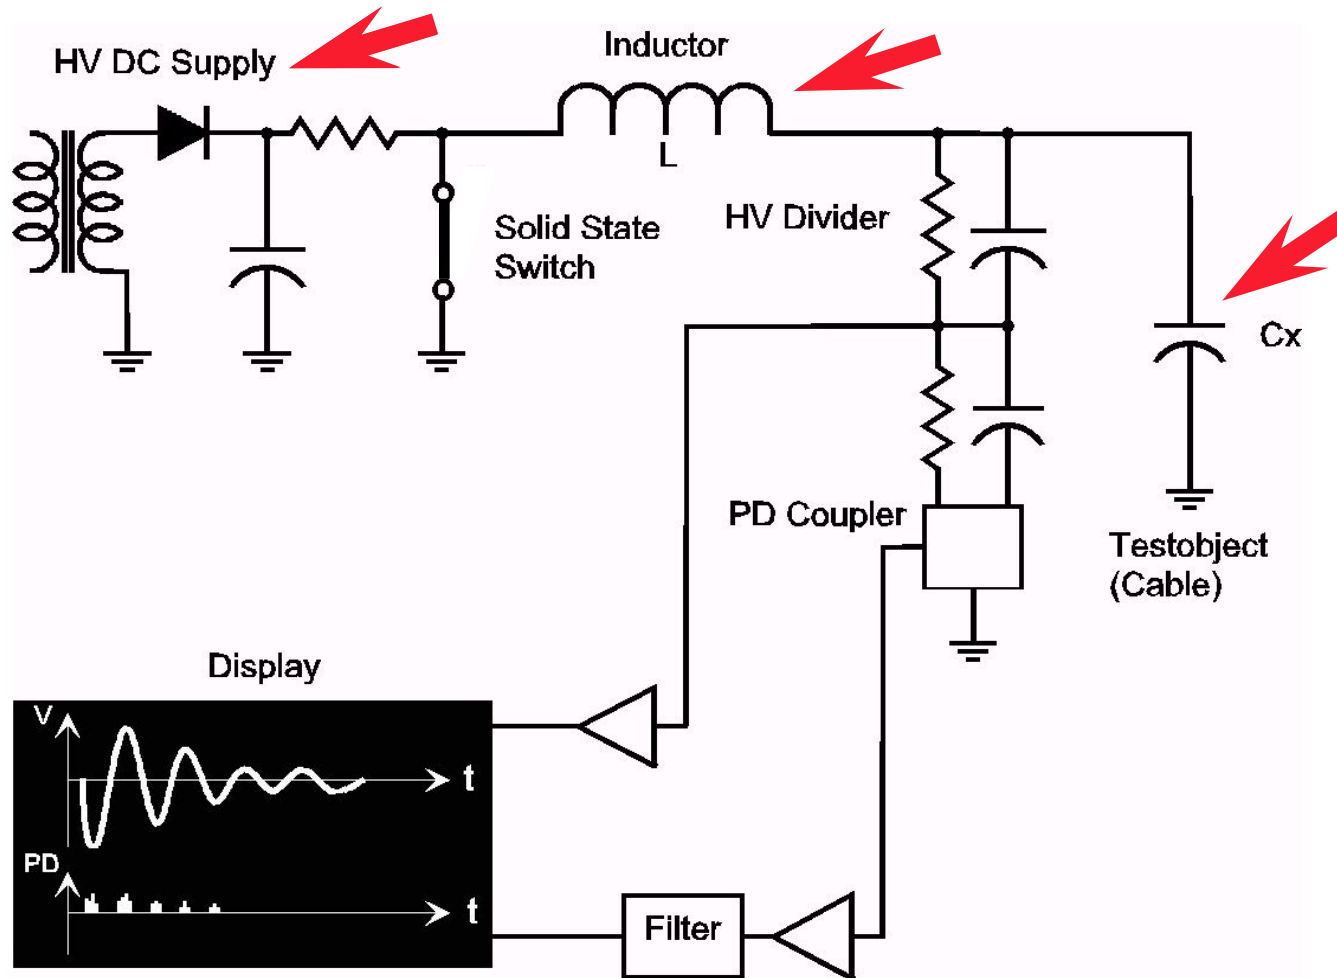 HV DC Supply
Inductor
L
Solid State
Switch
HV Divider
Cx
PD Coupler
Testobject
(Cable)
Display
V
t
PD
t
Filter